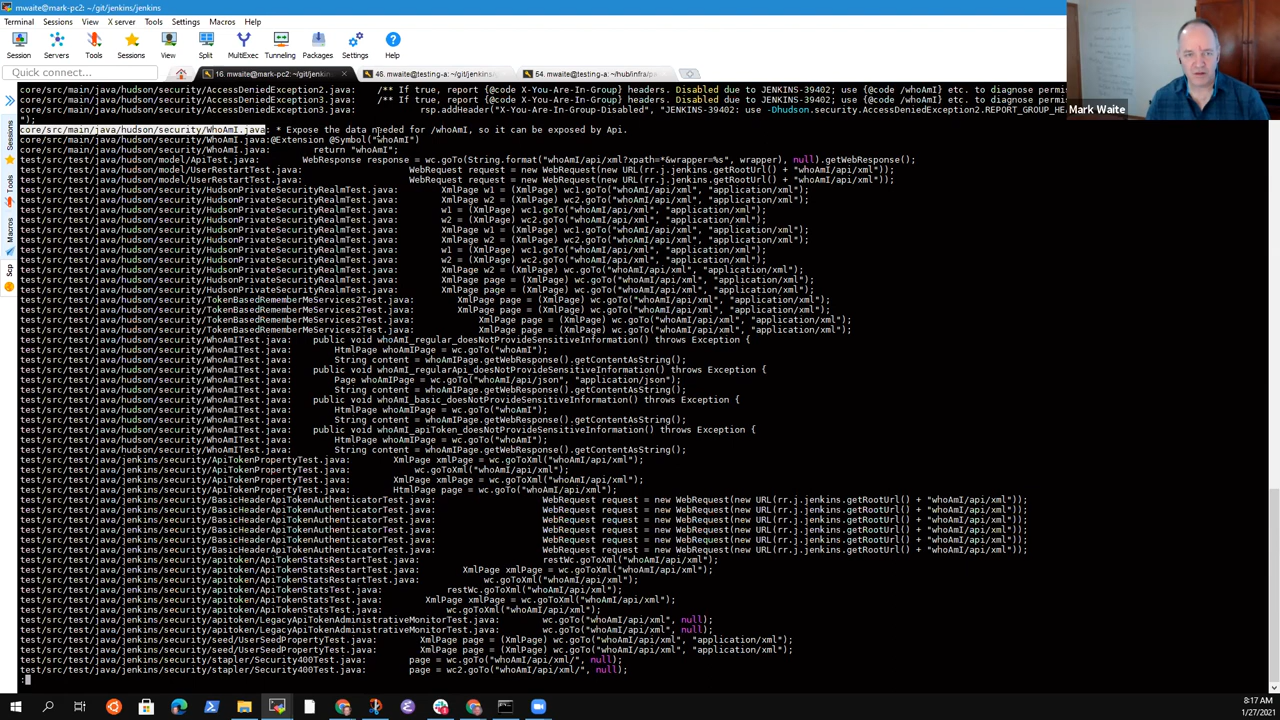 mwaite@mark-pc2: ~/git/jenkins/jenkins
Terminal Sessions View X server Tools Settings Macros Help
Session Servers Tools Sessions View Split MultiExec Tunneling Packages Settings Help
Quick connect...
16. mwaite@mark-pc2: ~/git/jenkin
48. mwaite@testing-a: ~/git/jenkins
54. mwaite@testing-a: ~/hub/infra/p
Sessions
Tools
Macros
Scp
Mark Waite
core/src/main/java/hudson/security/AccessDeniedException2.java: /** If true, report {@code X-You-Are-In-Group} headers. Disabled due to JENKINS-39402; use {@code /whoAmI} to diagnose perm
core/src/main/java/hudson/security/AccessDeniedException3.java: /** If true, report {@code X-You-Are-In-Group} headers. Disabled due to JENKINS-39402; use {@code /whoAmI} to diagnose permis
core/src/main/java/hudson/security/AccessDeniedException3.java: rsp.addHeader("X-You-Are-In-Group-Disabled", "JENKINS-39402: use -Dhudson.security.AccessDeniedException2.REPORT_GROUP_HE
");
core/src/main/java/hudson/security/WhoAmI.java: * Expose the data needed for /whoAmI, so it can be exposed by Api.
core/src/main/java/hudson/security/WhoAmI.java:@Extension @Symbol("whoAmI")
core/src/main/java/hudson/security/WhoAmI.java: return "whoAmI";
test/src/test/java/hudson/model/ApiTest.java: WebResponse response = wc.goTo(String.format("whoAmI/api/xml?xpath=*&wrapper=%s", wrapper), null).getWebResponse();
test/src/test/java/hudson/model/UserRestartTest.java: WebRequest request = new WebRequest(new URL(rr.j.jenkins.getRootUrl() + "whoAmI/api/xml"));
test/src/test/java/hudson/model/UserRestartTest.java: WebRequest request = new WebRequest(new URL(rr.j.jenkins.getRootUrl() + "whoAmI/api/xml"));
test/src/test/java/hudson/security/HudsonPrivateSecurityRealmTest.java: XmlPage w1 = (XmlPage) wc1.goTo("whoAmI/api/xml", "application/xml");
test/src/test/java/hudson/security/HudsonPrivateSecurityRealmTest.java: XmlPage w2 = (XmlPage) wc2.goTo("whoAmI/api/xml", "application/xml");
test/src/test/java/hudson/security/HudsonPrivateSecurityRealmTest.java: w1 = (XmlPage) wc1.goTo("whoAmI/api/xml", "application/xml");
test/src/test/java/hudson/security/HudsonPrivateSecurityRealmTest.java: w2 = (XmlPage) wc2.goTo("whoAmI/api/xml", "application/xml");
test/src/test/java/hudson/security/HudsonPrivateSecurityRealmTest.java: XmlPage w1 = (XmlPage) wc1.goTo("whoAmI/api/xml", "application/xml");
test/src/test/java/hudson/security/HudsonPrivateSecurityRealmTest.java: XmlPage w2 = (XmlPage) wc2.goTo("whoAmI/api/xml", "application/xml");
test/src/test/java/hudson/security/HudsonPrivateSecurityRealmTest.java: w1 = (XmlPage) wc1.goTo("whoAmI/api/xml", "application/xml");
test/src/test/java/hudson/security/HudsonPrivateSecurityRealmTest.java: w2 = (XmlPage) wc2.goTo("whoAmI/api/xml", "application/xml");
test/src/test/java/hudson/security/HudsonPrivateSecurityRealmTest.java: XmlPage w2 = (XmlPage) wc2.goTo("whoAmI/api/xml", "application/xml");
test/src/test/java/hudson/security/HudsonPrivateSecurityRealmTest.java: XmlPage page = (XmlPage) wc.goTo("whoAmI/api/xml", "application/xml");
test/src/test/java/hudson/security/HudsonPrivateSecurityRealmTest.java: XmlPage page = (XmlPage) wc.goTo("whoAmI/api/xml", "application/xml");
test/src/test/java/hudson/security/TokenBasedRememberMeServices2Test.java: XmlPage page = (XmlPage) wc.goTo("whoAmI/api/xml", "application/xml");
test/src/test/java/hudson/security/TokenBasedRememberMeServices2Test.java: XmlPage page = (XmlPage) wc.goTo("whoAmI/api/xml", "application/xml");
test/src/test/java/hudson/security/TokenBasedRememberMeServices2Test.java: XmlPage page = (XmlPage) wc.goTo("whoAmI/api/xml", "application/xml");
test/src/test/java/hudson/security/TokenBasedRememberMeServices2Test.java: XmlPage page = (XmlPage) wc.goTo("whoAmI/api/xml", "application/xml");
test/src/test/java/hudson/security/WhoAmITest.java: public void whoAmI_regular_doesNotProvideSensitiveInformation() throws Exception {
test/src/test/java/hudson/security/WhoAmITest.java: HtmlPage whoAmIPage = wc.goTo("whoAmI");
test/src/test/java/hudson/security/WhoAmITest.java: String content = whoAmIPage.getWebResponse().getContentAsString();
test/src/test/java/hudson/security/WhoAmITest.java: public void whoAmI_regularApi_doesNotProvideSensitiveInformation() throws Exception {
test/src/test/java/hudson/security/WhoAmITest.java: Page whoAmIPage = wc.goTo("whoAmI/api/json", "application/json");
test/src/test/java/hudson/security/WhoAmITest.java: String content = whoAmIPage.getWebResponse().getContentAsString();
test/src/test/java/hudson/security/WhoAmITest.java: public void whoAmI_basic_doesNotProvideSensitiveInformation() throws Exception {
test/src/test/java/hudson/security/WhoAmITest.java: HtmlPage whoAmIPage = wc.goTo("whoAmI");
test/src/test/java/hudson/security/WhoAmITest.java: String content = whoAmIPage.getWebResponse().getContentAsString();
test/src/test/java/hudson/security/WhoAmITest.java: public void whoAmI_apiToken_doesNotProvideSensitiveInformation() throws Exception {
test/src/test/java/hudson/security/WhoAmITest.java: HtmlPage whoAmIPage = wc.goTo("whoAmI");
test/src/test/java/hudson/security/WhoAmITest.java: String content = whoAmIPage.getWebResponse().getContentAsString();
test/src/test/java/jenkins/security/ApiTokenPropertyTest.java: XmlPage xmlPage = wc.goToXml("whoAmI/api/xml");
test/src/test/java/jenkins/security/ApiTokenPropertyTest.java: wc.goToXml("whoAmI/api/xml");
test/src/test/java/jenkins/security/ApiTokenPropertyTest.java: XmlPage xmlPage = wc.goToXml("whoAmI/api/xml");
test/src/test/java/jenkins/security/ApiTokenPropertyTest.java: HtmlPage page = wc.goTo("whoAmI/api/xml");
test/src/test/java/jenkins/security/BasicHeaderApiTokenAuthenticatorTest.java: WebRequest request = new WebRequest(new URL(rr.j.jenkins.getRootUrl() + "whoAmI/api/xml"));
test/src/test/java/jenkins/security/BasicHeaderApiTokenAuthenticatorTest.java: WebRequest request = new WebRequest(new URL(rr.j.jenkins.getRootUrl() + "whoAmI/api/xml"));
test/src/test/java/jenkins/security/BasicHeaderApiTokenAuthenticatorTest.java: WebRequest request = new WebRequest(new URL(rr.j.jenkins.getRootUrl() + "whoAmI/api/xml"));
test/src/test/java/jenkins/security/BasicHeaderApiTokenAuthenticatorTest.java: WebRequest request = new WebRequest(new URL(rr.j.jenkins.getRootUrl() + "whoAmI/api/xml"));
test/src/test/java/jenkins/security/BasicHeaderApiTokenAuthenticatorTest.java: WebRequest request = new WebRequest(new URL(rr.j.jenkins.getRootUrl() + "whoAmI/api/xml"));
test/src/test/java/jenkins/security/BasicHeaderApiTokenAuthenticatorTest.java: WebRequest request = new WebRequest(new URL(rr.j.jenkins.getRootUrl() + "whoAmI/api/xml"));
test/src/test/java/jenkins/security/apitoken/ApiTokenStatsRestartTest.java: restWc.goToXml("whoAmI/api/xml");
test/src/test/java/jenkins/security/apitoken/ApiTokenStatsRestartTest.java: XmlPage xmlPage = wc.goToXml("whoAmI/api/xml");
test/src/test/java/jenkins/security/apitoken/ApiTokenStatsRestartTest.java: wc.goToXml("whoAmI/api/xml");
test/src/test/java/jenkins/security/apitoken/ApiTokenStatsTest.java: restWc.goToXml("whoAmI/api/xml");
test/src/test/java/jenkins/security/apitoken/ApiTokenStatsTest.java: XmlPage xmlPage = wc.goToXml("whoAmI/api/xml");
test/src/test/java/jenkins/security/apitoken/ApiTokenStatsTest.java: wc.goToXml("whoAmI/api/xml");
test/src/test/java/jenkins/security/apitoken/LegacyApiTokenAdministrativeMonitorTest.java: wc.goTo("whoAmI/api/xml", null);
test/src/test/java/jenkins/security/apitoken/LegacyApiTokenAdministrativeMonitorTest.java: wc.goTo("whoAmI/api/xml", null);
test/src/test/java/jenkins/security/seed/UserSeedPropertyTest.java: XmlPage page = (XmlPage) wc.goTo("whoAmI/api/xml", "application/xml");
test/src/test/java/jenkins/security/seed/UserSeedPropertyTest.java: XmlPage page = (XmlPage) wc.goTo("whoAmI/api/xml", "application/xml");
test/src/test/java/jenkins/security/stapler/Security400Test.java: page = wc.goTo("whoAmI/api/xml/", null);
test/src/test/java/jenkins/security/stapler/Security400Test.java: page = wc2.goTo("whoAmI/api/xml/", null);
:
8:17 AM
1/27/2021